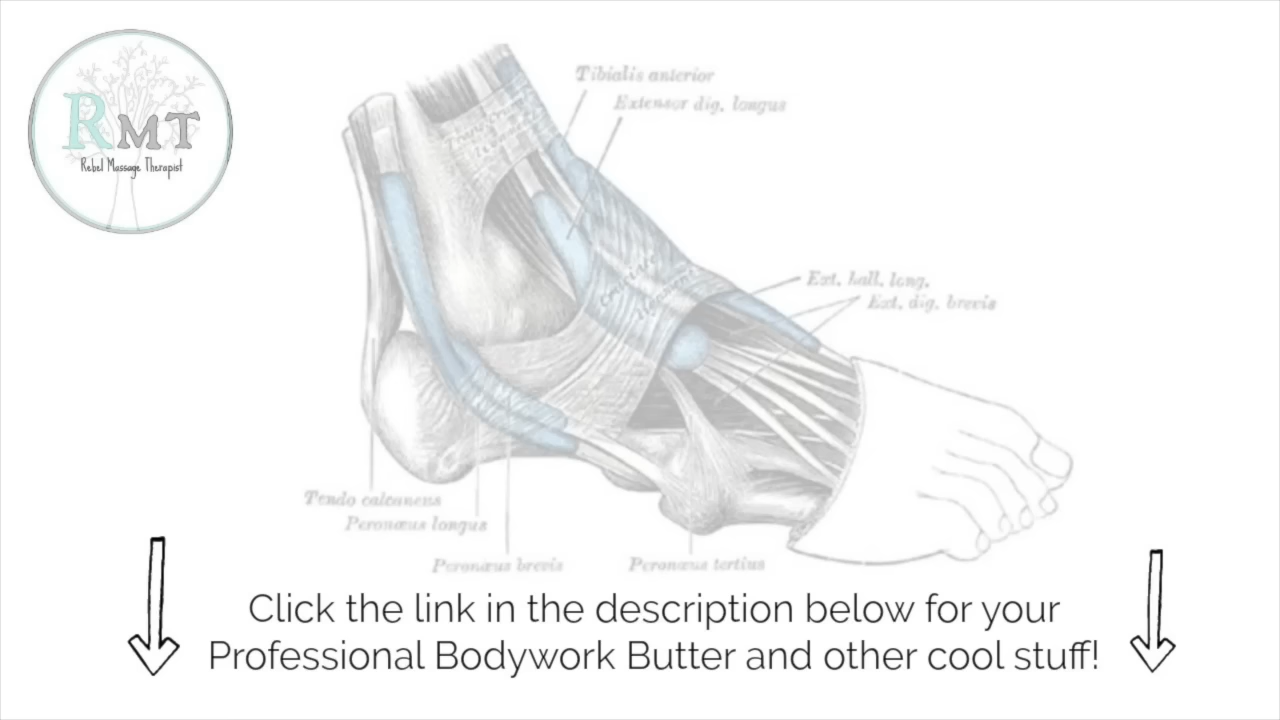 RMT
Rebel Massage Therapist
Tibialis anterior
Extensor dig. longus
Ext. hall. long.
Ext. dig. brevis
Tendo calcaneus
Peronæus longus
Peronæus brevis
Peronæus tertius
Click the link in the description below for your
Professional Bodywork Butter and other cool stuff!